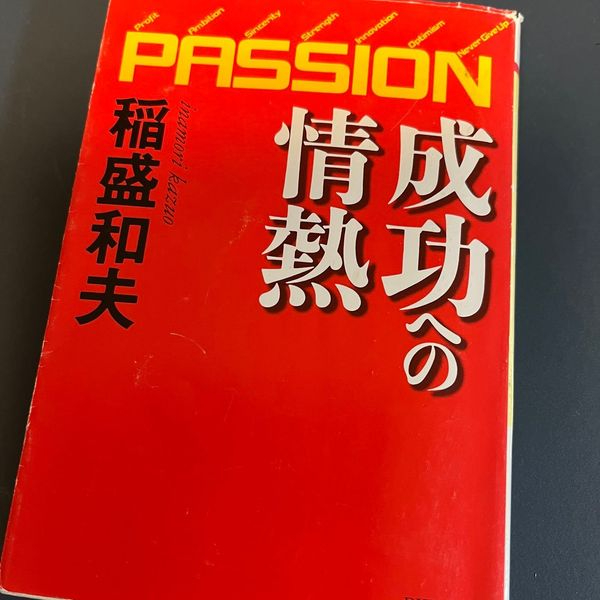 Profit Ambition Sincerity Strength Innovation Optimism Never Give Up
PASSION
成功への
情熱
稲盛和夫
inamori kazuo